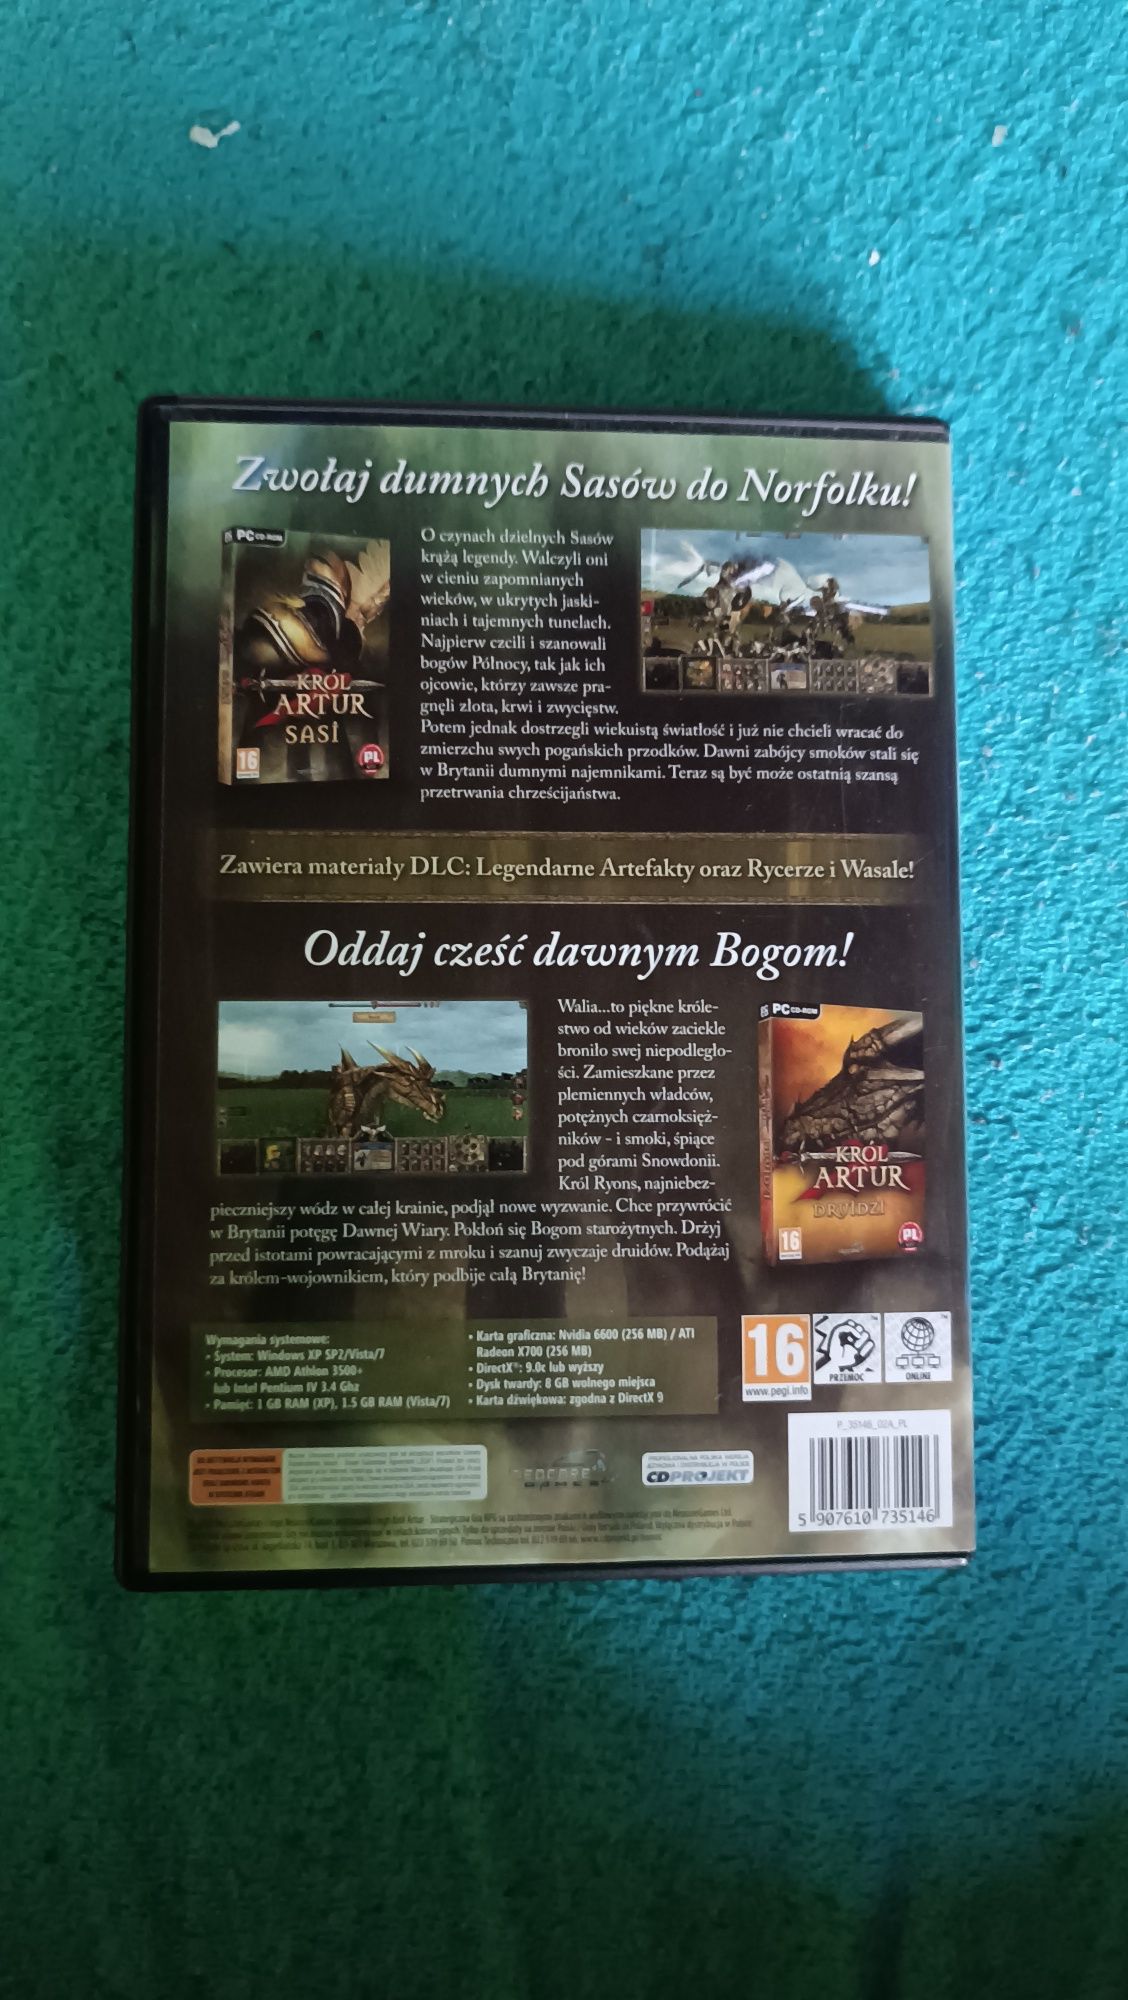 Zwołaj dumnych Sasów do Norfolku!
PC CD-ROM
KRÓL
ARTUR
SASI
16
PL
O czynach dzielnych Sasów
krążą legendy. Walczyli oni
w cieniu zapomnianych
wieków, w ukrytych jaski-
niach i tajemnych tunelach.
Najpierw czcili i szanowali
bogów Północy, tak jak ich
ojcowie, którzy zawsze pra-
gnęli złota, krwi i zwycięstw.
Potem jednak dostrzegli wiekuistą światłość i już nie chcieli wracać do
zmierzchu swych pogańskich przodków. Dawni zabójcy smoków stali się
w Brytanii dumnymi najemnikami. Teraz są być może ostatnią szansą
przetrwania chrześcijaństwa.
Zawiera materiały DLC: Legendarne Artefakty oraz Rycerze i Wasale!
Oddaj cześć dawnym Bogom!
Walia...to piękne króle-
stwo od wieków zaciekle
broniło swej niepodległo-
ści. Zamieszkane przez
plemiennych władców,
potężnych czarnoksięż-
ników - i smoki, śpiące
pod górami Snowdonii.
Król Ryons, najniebez-
pieczniejszy wódz w całej krainie, podjął nowe wyzwanie. Chce przywrócić
w Brytanii potęgę Dawnej Wiary. Pokłoń się Bogom starożytnych. Drżyj
przed istotami powracającymi z mroku i szanuj zwyczaje druidów. Podążaj
za królem-wojownikiem, który podbije całą Brytanię!
PC CD-ROM
KRÓL
ARTUR
DRUIDZI
16
PL
Wymagania systemowe:
• System: Windows XP SP2/Vista/7
• Procesor: AMD Athlon 3500+
lub Intel Pentium IV 3.4 Ghz
• Pamięć: 1 GB RAM (XP), 1.5 GB RAM (Vista/7)
• Karta graficzna: Nvidia 6600 (256 MB) / ATI
Radeon X700 (256 MB)
• DirectX®: 9.0c lub wyższy
• Dysk twardy: 8 GB wolnego miejsca
• Karta dźwiękowa: zgodna z DirectX 9
16
www.pegi.info
PRZEMOC
ONLINE
P_35146_02A_PL
5 907610 735146
NEOCORE
GAMES
PROFESJONALNA POLSKA WERSJA
JĘZYKOWA I DYSTRYBUCJA W POLSCE
CDPROJEKT